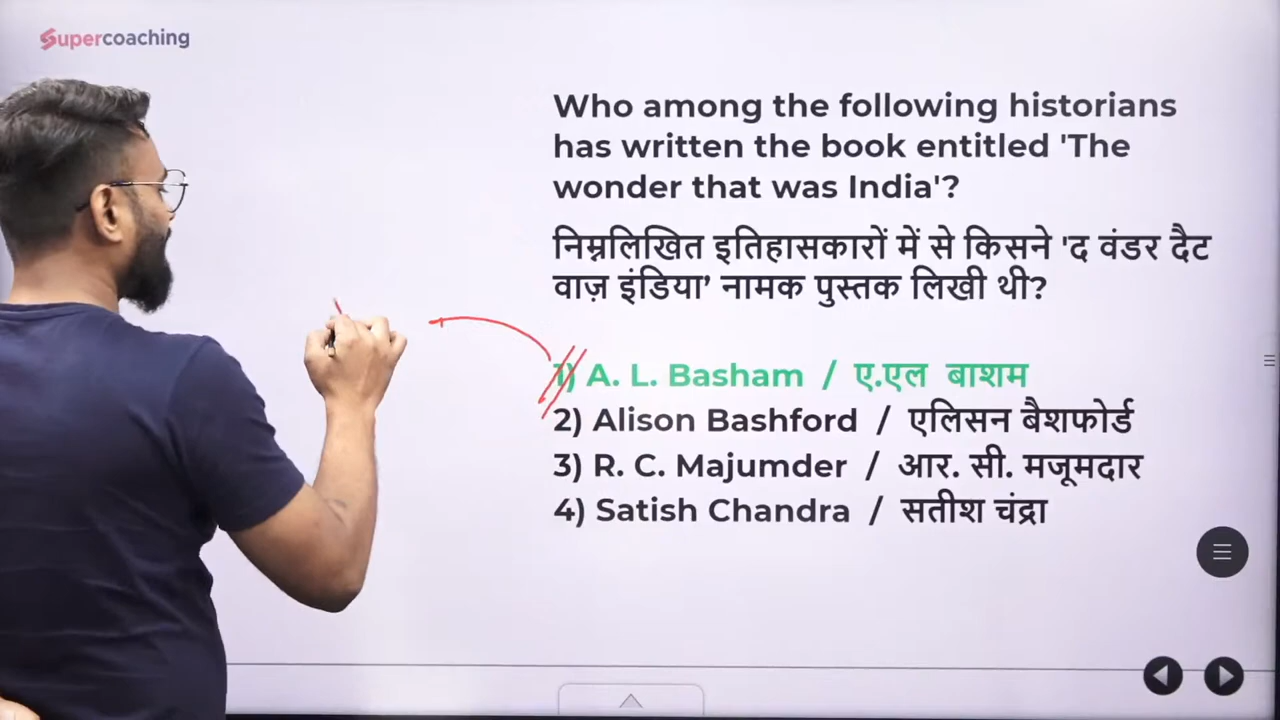 Supercoaching
Who among the following historians
has written the book entitled 'The
wonder that was India'?
निम्नलिखित इतिहासकारों में से किसने 'द वंडर दैट
वाज़ इंडिया’ नामक पुस्तक लिखी थी?
1) A. L. Basham / ए.एल बाशम
2) Alison Bashford / एलिसन बैशफोर्ड
3) R. C. Majumder / आर. सी. मजूमदार
4) Satish Chandra / सतीश चंद्रा